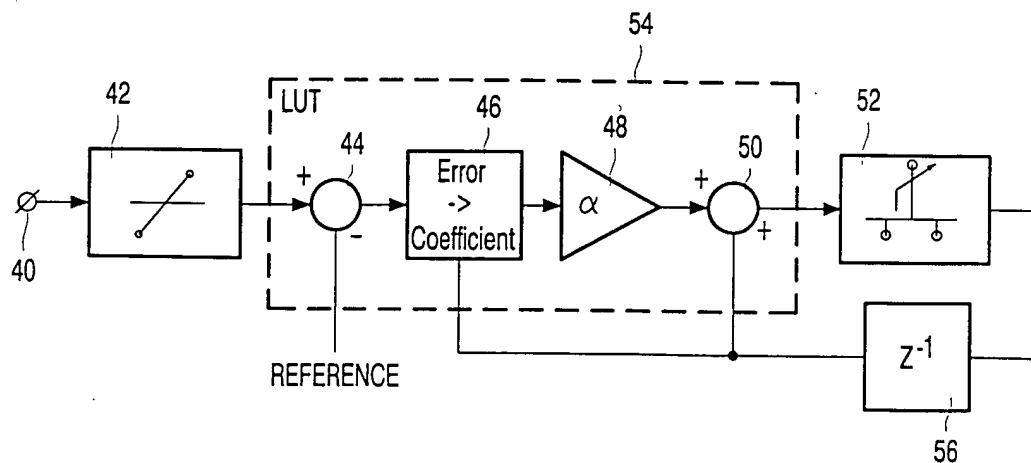 54
42
LUT
46
48
52
44
50
+
Error
->
Coefficient
α
+
-
+
40
REFERENCE
Z-1
56